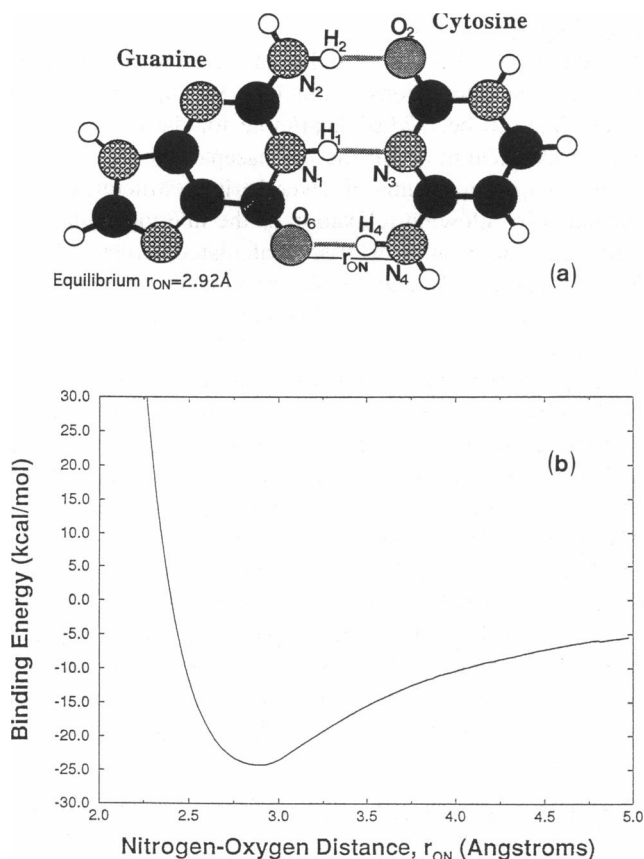 Guanine
Cytosine
H2
O2
N2
H1
N1
N3
O6
H4
rON
N4
Equilibrium rON=2.92Å
(a)
30.0
25.0
20.0
15.0
10.0
5.0
0.0
-5.0
-10.0
-15.0
-20.0
-25.0
-30.0
Binding Energy (kcal/mol)
(b)
2.0 2.5 3.0 3.5 4.0 4.5 5.0
Nitrogen-Oxygen Distance, rON (Angstroms)